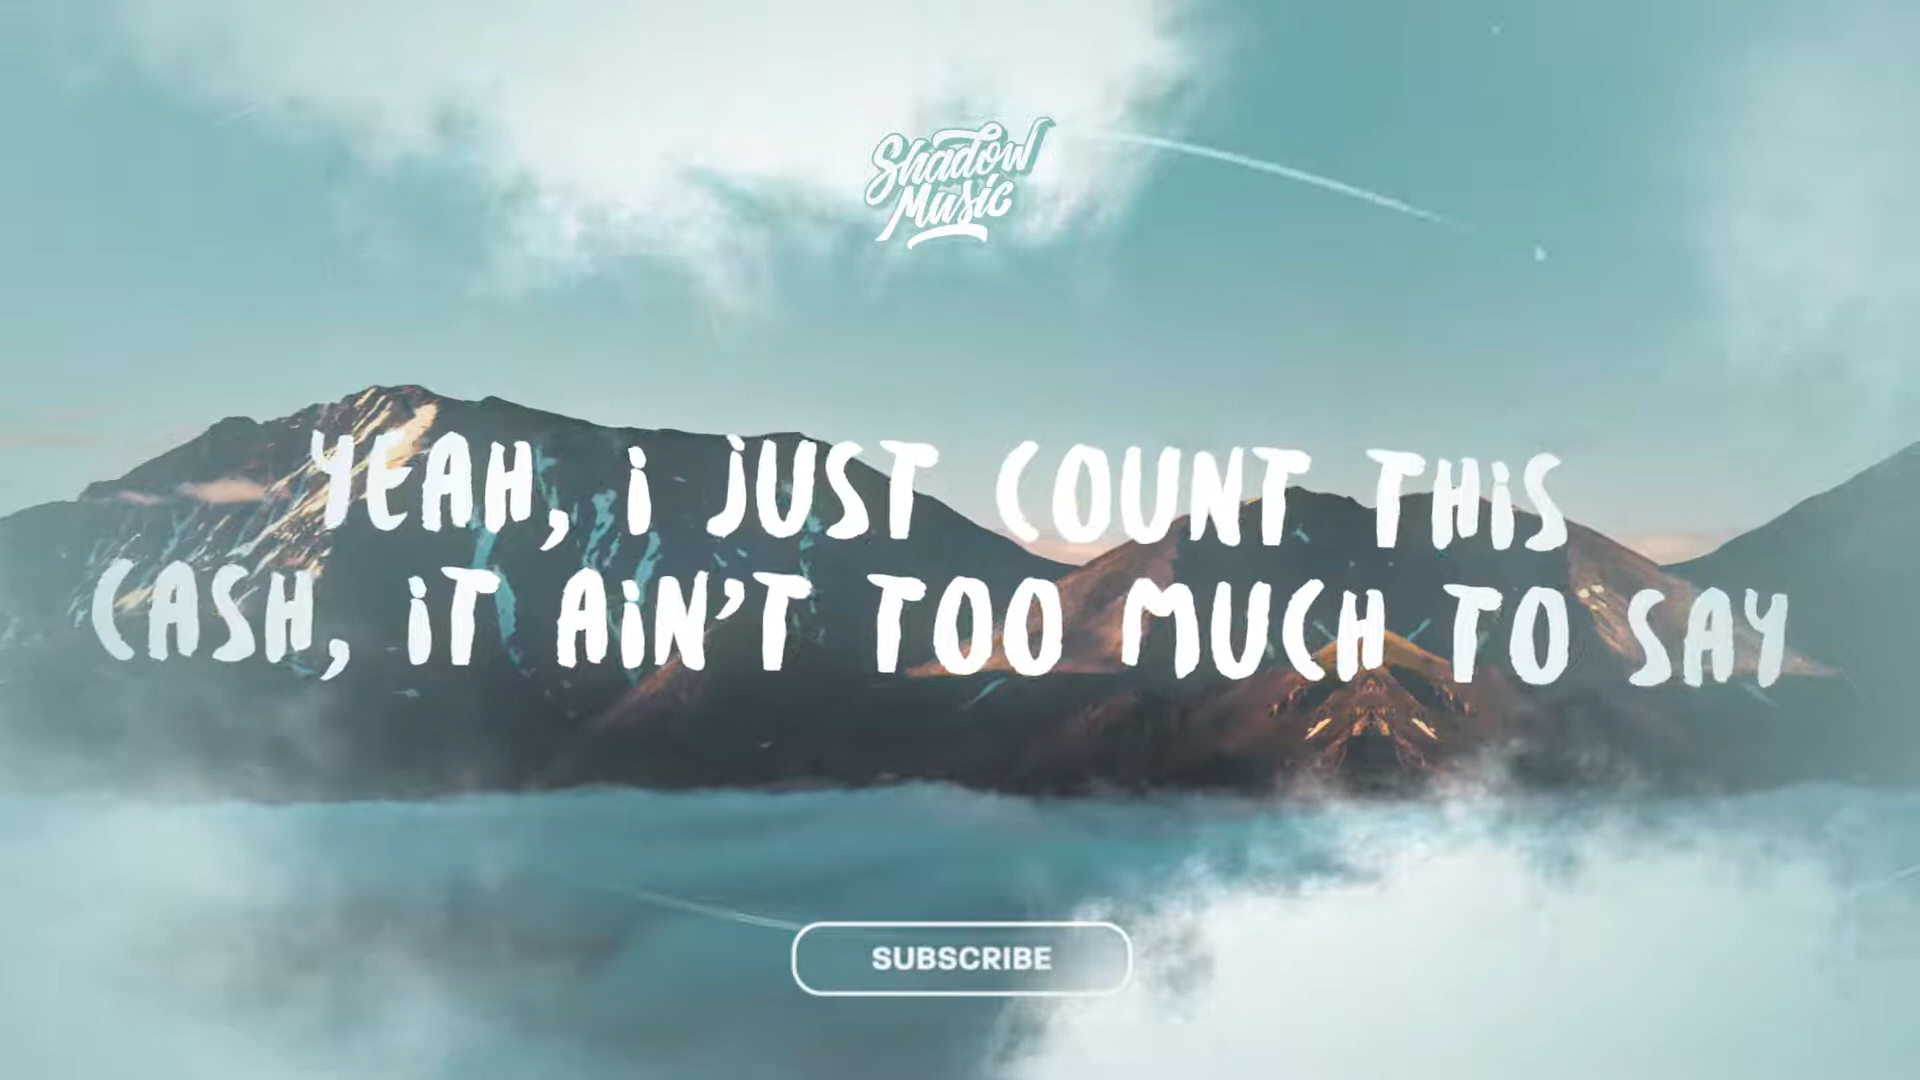 Shadow
Music
YEAH, i JUST COUNT THiS
CASH, iT AiN'T TOO MUCH TO SAY
SUBSCRIBE